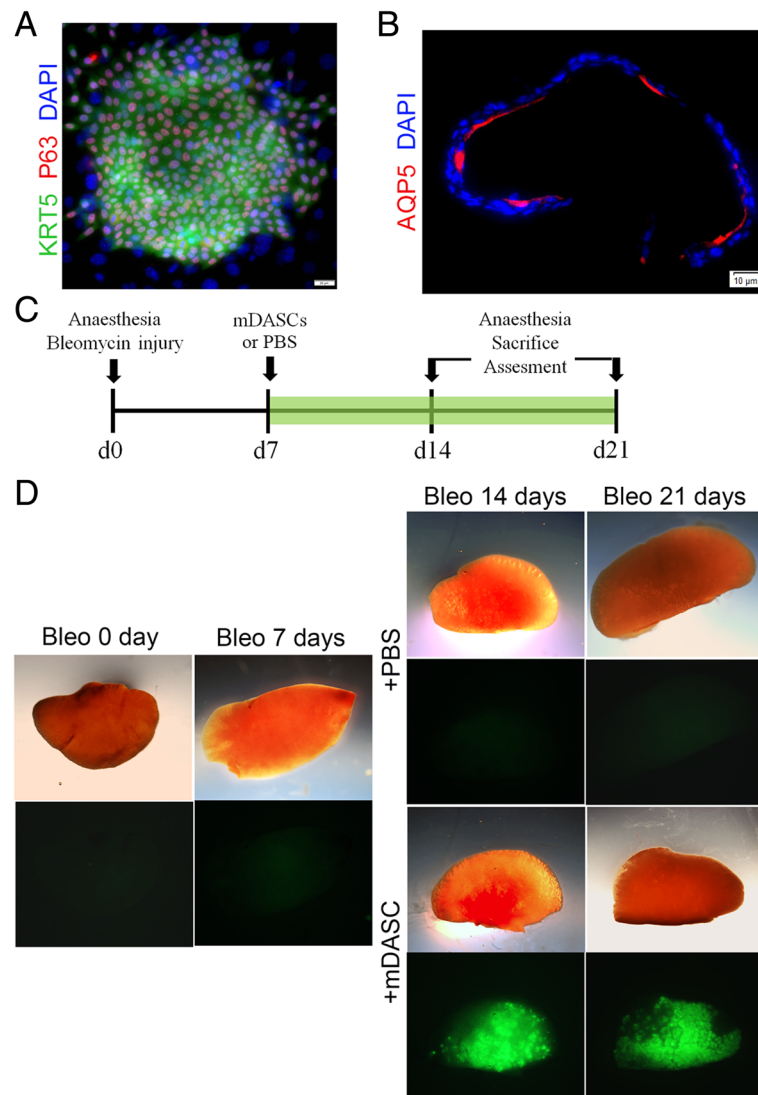 A
KRT5 P63 DAPI
B
AQP5 DAPI
10 µm
C
Anaesthesia
Bleomycin injury
mDASCs
or PBS
Anaesthesia
Sacrifice
Assesment
d0
d7
d14
d21
D
Bleo 0 day
Bleo 7 days
Bleo 14 days
Bleo 21 days
+PBS
+mDASC